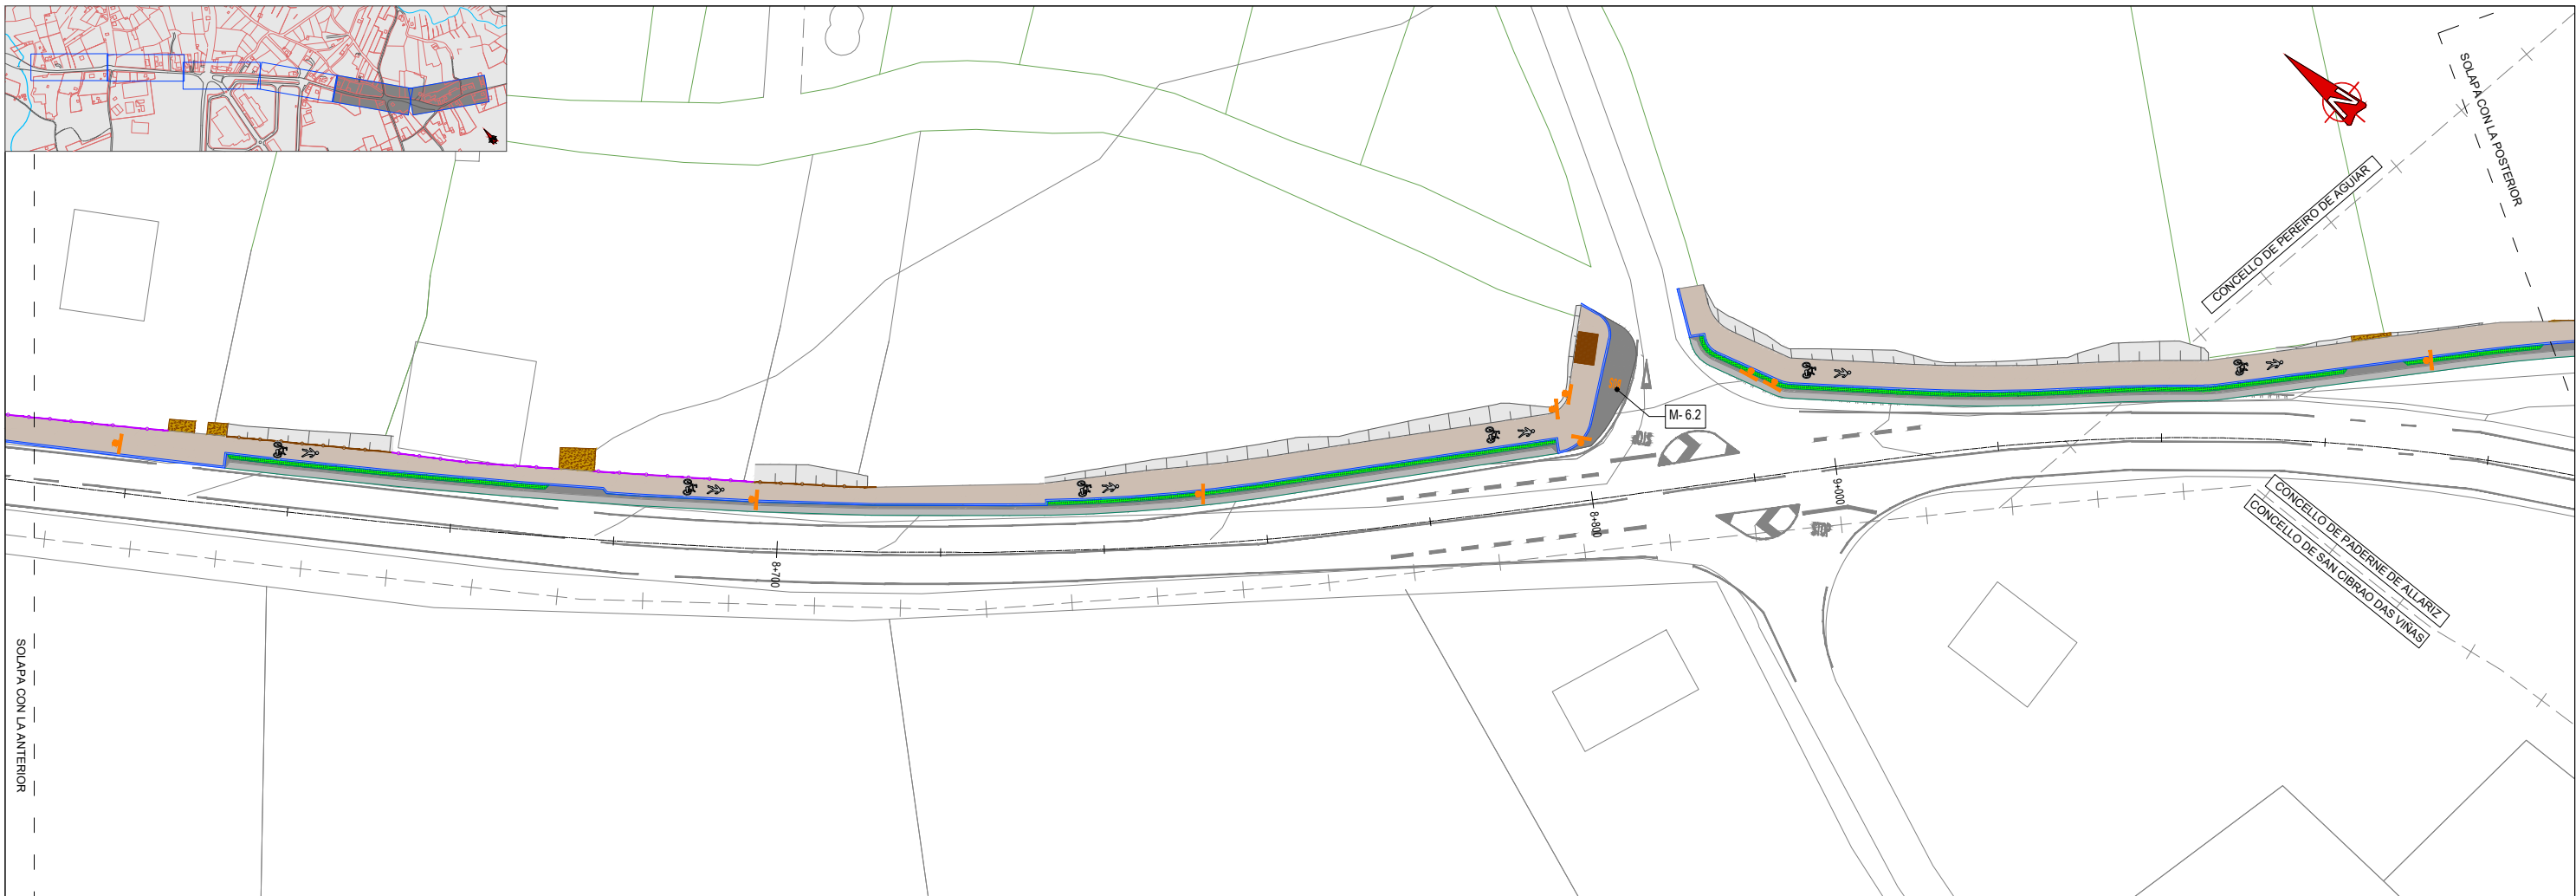 SOLAPA CON LA POSTERIOR
CONCELLO DE PEREIRO DE AGUIAR
M- 6.2
9+000
8+800
CONCELLO DE PADERNE DE ALLARIZ
CONCELLO DE SAN CIBRAO DAS VIÑAS
8+700
SOLAPA CON LA ANTERIOR